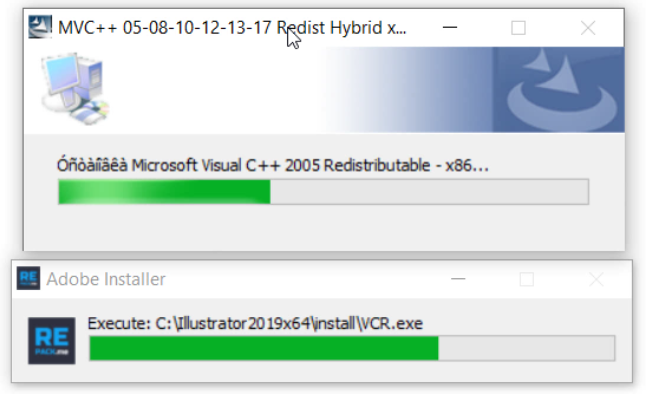 MVC++ 05-08-10-12-13-17 Redist Hybrid x...
Óñòàíîâêà Microsoft Visual C++ 2005 Redistributable - x86...
RE Adobe Installer
Execute: C:\Illustrator2019x64\install\VCR.exe
RE
PACK.me